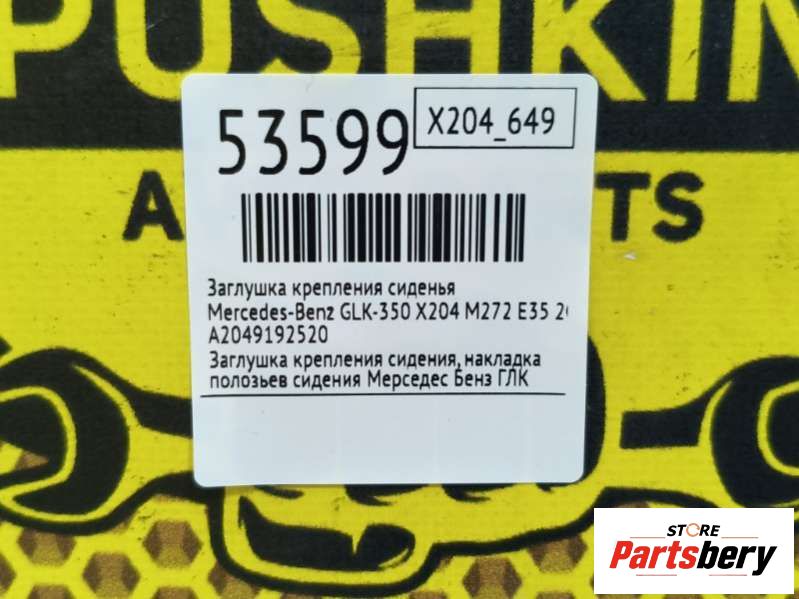 PUSHKIN
53599
X204_649
Заглушка крепления сиденья
Mercedes-Benz GLK-350 X204 M272 E35
A2049192520
Заглушка крепления сидения, накладка
полозьев сидения Мерседес Бенз ГЛК
STORE
Partsbery